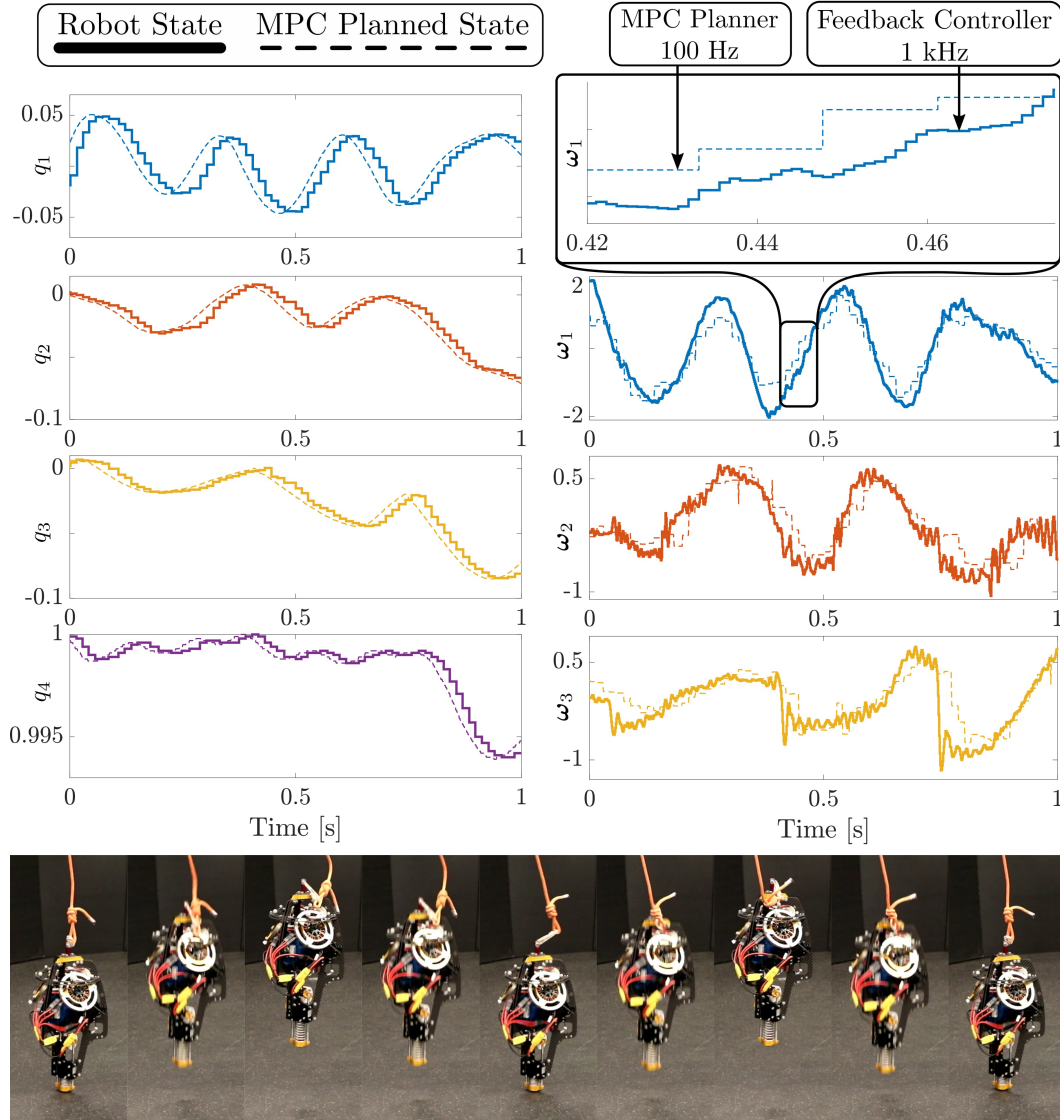 Robot State
MPC Planned State
MPC Planner
100 Hz
Feedback Controller
1 kHz
0.05
q1
-0.05
0
0.5
1
ω1
0.42
0.44
0.46
0
q2
-0.1
0
0.5
1
2
ω1
-2
0
0.5
1
0
q3
-0.1
0
0.5
1
0.5
ω2
-1
0
0.5
1
1
q4
0.995
0
0.5
1
Time [s]
0.5
ω3
-1
0
0.5
1
Time [s]